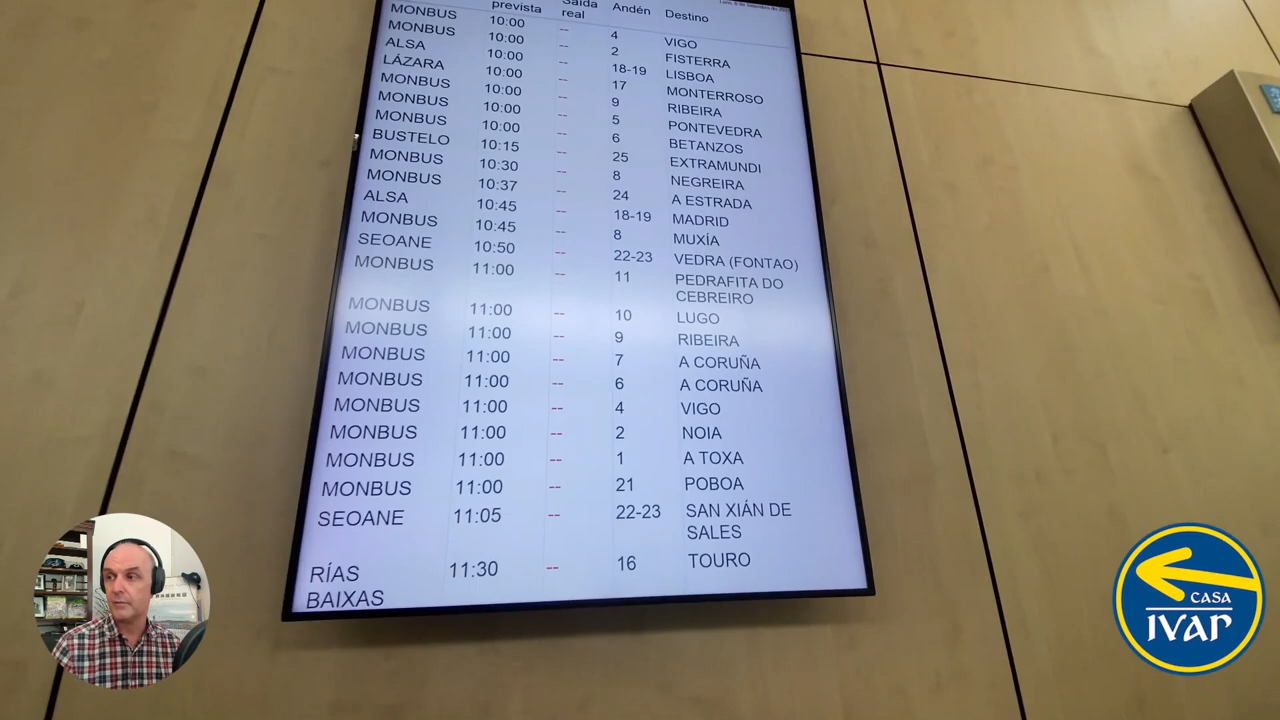 prevista Saída real Andén Destino
MONBUS 10:00 -- 4 VIGO
MONBUS 10:00 -- 2 FISTERRA
ALSA 10:00 -- 18-19 LISBOA
LÁZARA 10:00 -- 17 MONTERROSO
MONBUS 10:00 -- 9 RIBEIRA
MONBUS 10:00 -- 5 PONTEVEDRA
MONBUS 10:00 -- 6 BETANZOS
BUSTELO 10:15 -- 25 EXTRAMUNDI
MONBUS 10:30 -- 8 NEGREIRA
MONBUS 10:37 -- 24 A ESTRADA
ALSA 10:45 -- 18-19 MADRID
MONBUS 10:45 -- 8 MUXÍA
SEOANE 10:50 -- 22-23 VEDRA (FONTAO)
MONBUS 11:00 -- 11 PEDRAFITA DO
CEBREIRO
MONBUS 11:00 -- 10 LUGO
MONBUS 11:00 -- 9 RIBEIRA
MONBUS 11:00 -- 7 A CORUÑA
MONBUS 11:00 -- 6 A CORUÑA
MONBUS 11:00 -- 4 VIGO
MONBUS 11:00 -- 2 NOIA
MONBUS 11:00 -- 1 A TOXA
MONBUS 11:00 -- 21 POBOA
SEOANE 11:05 -- 22-23 SAN XIÁN DE
SALES
RÍAS 11:30 -- 16 TOURO
BAIXAS
CASA
IVAR